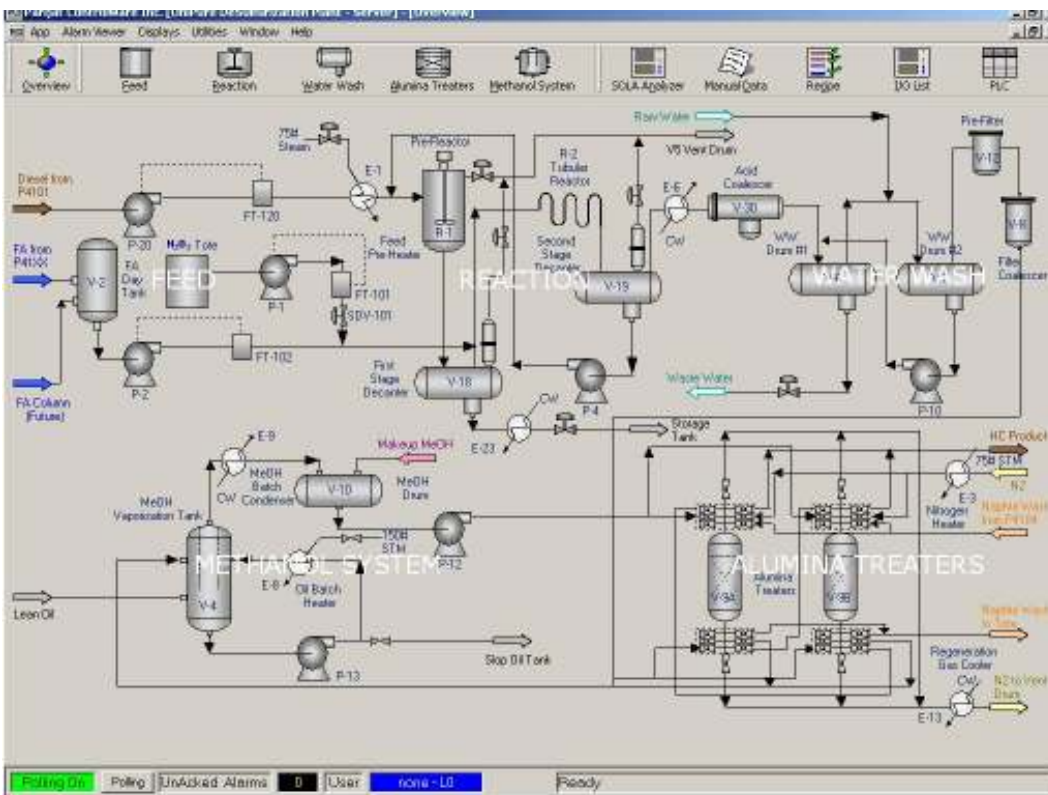 App Alarm Viewer Displays Utilities Window Help
Overview
Feed
Reaction
Water Wash
Alumina Treaters
Methanol System
SOLA Analyzer
Manual Data
Recipe
I/O List
PLC
75#
Steam
E-1
Pre-Reactor
R-1
Raw Water
V5 Vent Drum
R-2
Tubular
Reactor
E-6
CW
Acid
Coalescer
V-30
Pre-Filter
V-12
Diesel from
P4101
P-20
FT-120
Feed
Pre-Heater
Second
Stage
Decanter
V-19
WW
Drum #1
WW
Drum #2
Filter
Coalescer
FA from
V-2
FA
Day
Tank
H₂O₂ Tote
P-1
FT-101
SDV-101
FEED
REACTION
WATER WASH
P-2
FT-102
FA Column
(Future)
First
Stage
Decanter
V-18
P-4
Waste Water
P-10
E-23
CW
Storage
Tank
E-9
CW
MeOH
Batch
Condenser
Makeup MeOH
V-10
MeOH
Drum
HC Product
75# STM
N2
E-3
Nitrogen
Heater
MeOH
Vaporization Tank
150#
STM
P-12
METHANOL SYSTEM
ALUMINA TREATERS
E-8
Oil Batch
Heater
V-4
Lean Oil
P-13
Slop Oil Tank
V-9A
Alumina
Treaters
V-9B
Regeneration
Gas Cooler
CW
E-13
N2 to Vent
Drum
Polling On Polling UnAcked Alarms 0 User none - L0 Ready